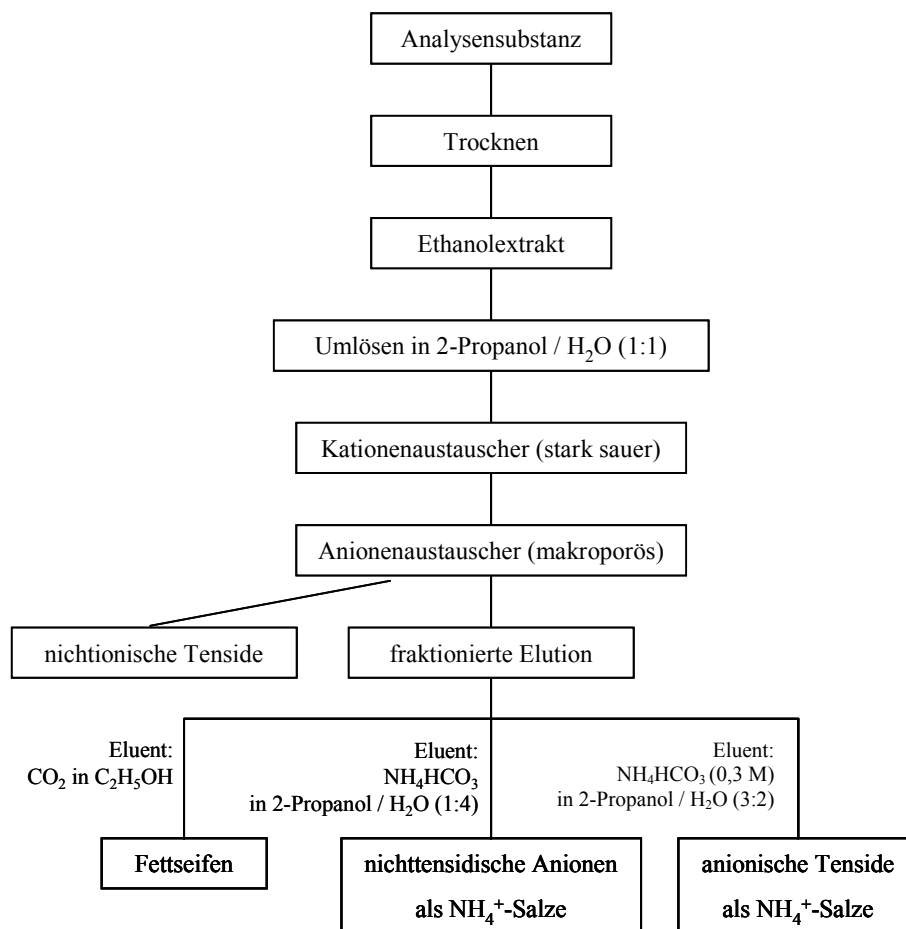 Analysensubstanz
Trocknen
Ethanolextrakt
Umlösen in 2-Propanol / H₂O (1:1)
Kationenaustauscher (stark sauer)
Anionenaustauscher (makroporös)
nichtionische Tenside
fraktionierte Elution
Eluent:
CO₂ in C₂H₅OH
Eluent:
NH₄HCO₃
in 2-Propanol / H₂O (1:4)
Eluent:
NH₄HCO₃ (0,3 M)
in 2-Propanol / H₂O (3:2)
Fettseifen
nichttensidische Anionen
als NH₄⁺-Salze
anionische Tenside
als NH₄⁺-Salze